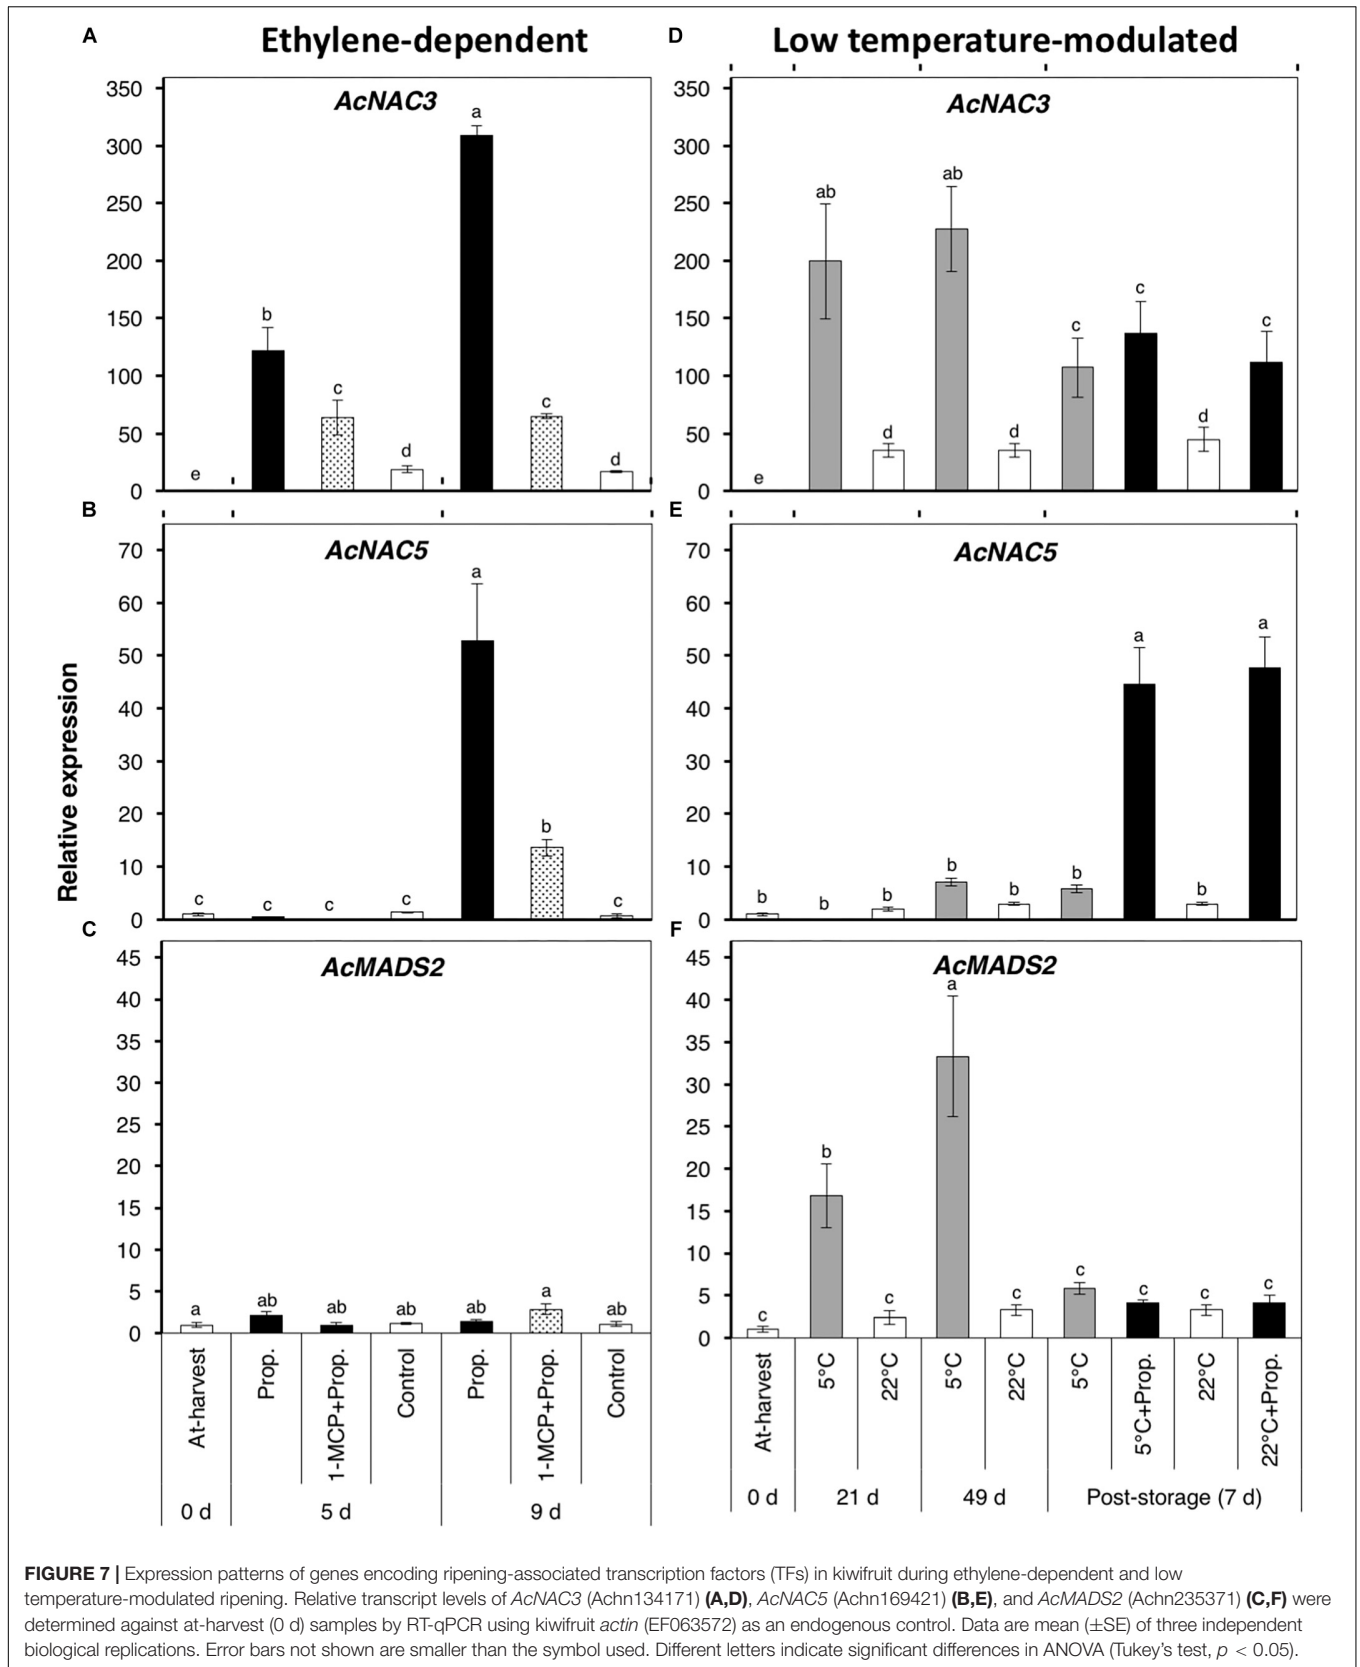 A Ethylene-dependent D Low temperature-modulated
AcNAC3
350
300
250
200
150
100
50
0
e b c d a c d
AcNAC3
350
300
250
200
150
100
50
0
e ab d ab d c c d c
B E
AcNAC5
70
60
50
40
30
20
10
0
c c c c a b c
AcNAC5
70
60
50
40
30
20
10
0
b b b b b b a b a
Relative expression
C F
AcMADS2
45
40
35
30
25
20
15
10
5
0
a ab ab ab ab a ab
AcMADS2
45
40
35
30
25
20
15
10
5
0
c b c a c c c c c
At-harvest Prop. 1-MCP+Prop. Control Prop. 1-MCP+Prop. Control
0 d 5 d 9 d
At-harvest 5°C 22°C 5°C 22°C 5°C 5°C+Prop. 22°C 22°C+Prop.
0 d 21 d 49 d Post-storage (7 d)
FIGURE 7 | Expression patterns of genes encoding ripening-associated transcription factors (TFs) in kiwifruit during ethylene-dependent and low
temperature-modulated ripening. Relative transcript levels of AcNAC3 (Achn134171) (A,D), AcNAC5 (Achn169421) (B,E), and AcMADS2 (Achn235371) (C,F) were
determined against at-harvest (0 d) samples by RT-qPCR using kiwifruit actin (EF063572) as an endogenous control. Data are mean (±SE) of three independent
biological replications. Error bars not shown are smaller than the symbol used. Different letters indicate significant differences in ANOVA (Tukey's test, p < 0.05).